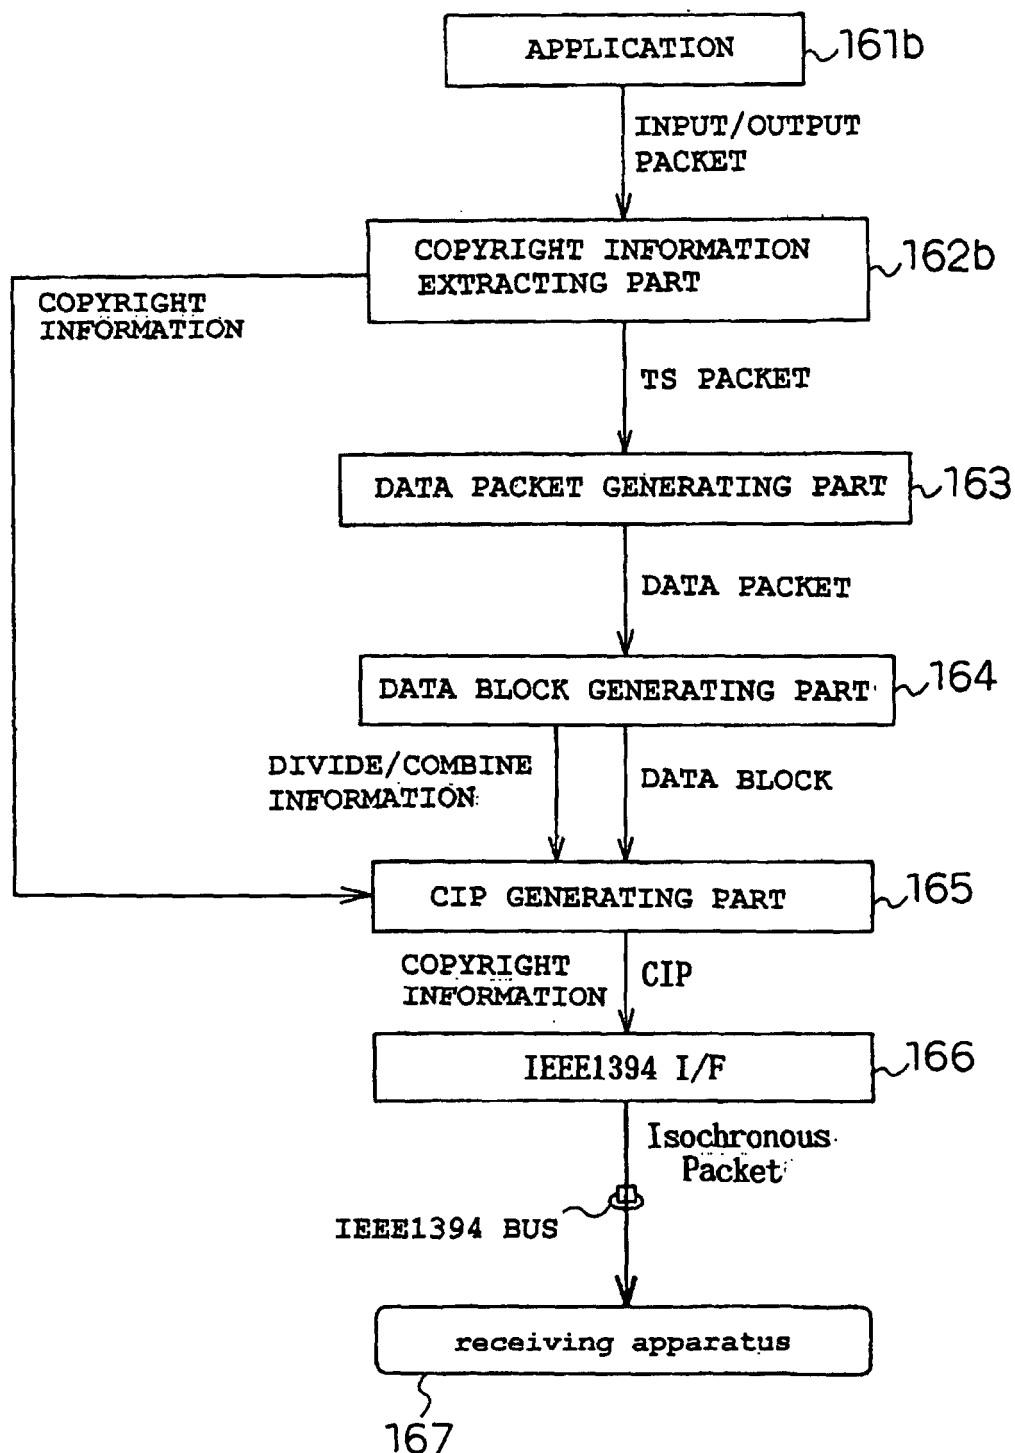 APPLICATION
161b
INPUT/OUTPUT
PACKET
COPYRIGHT INFORMATION
EXTRACTING PART
162b
COPYRIGHT
INFORMATION
TS PACKET
DATA PACKET GENERATING PART
163
DATA PACKET
DATA BLOCK GENERATING PART
164
DIVIDE/COMBINE
INFORMATION
DATA BLOCK
CIP GENERATING PART
165
COPYRIGHT
INFORMATION
CIP
IEEE1394 I/F
166
Isochronous
Packet
IEEE1394 BUS
receiving apparatus
167